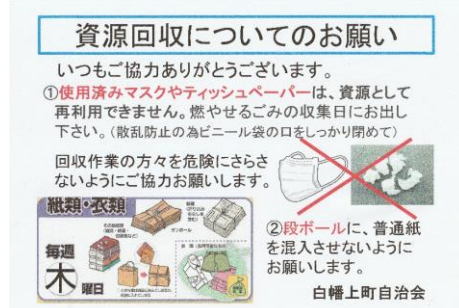 資源回収についてのお願い
いつもご協力ありがとうございます。
①使用済みマスクやティッシュペーパーは、資源として
再利用できません。燃やせるごみの収集日にお出し
下さい。（散乱防止の為ビニール袋の口をしっかり閉めて）
回収作業の方々を危険にさらさ
ないようにご協力お願いします。
紙類・衣類
毎週
木曜日
ダンボール
②段ボールに、普通紙
を混入させないように
お願いします。
白幡上町自治会